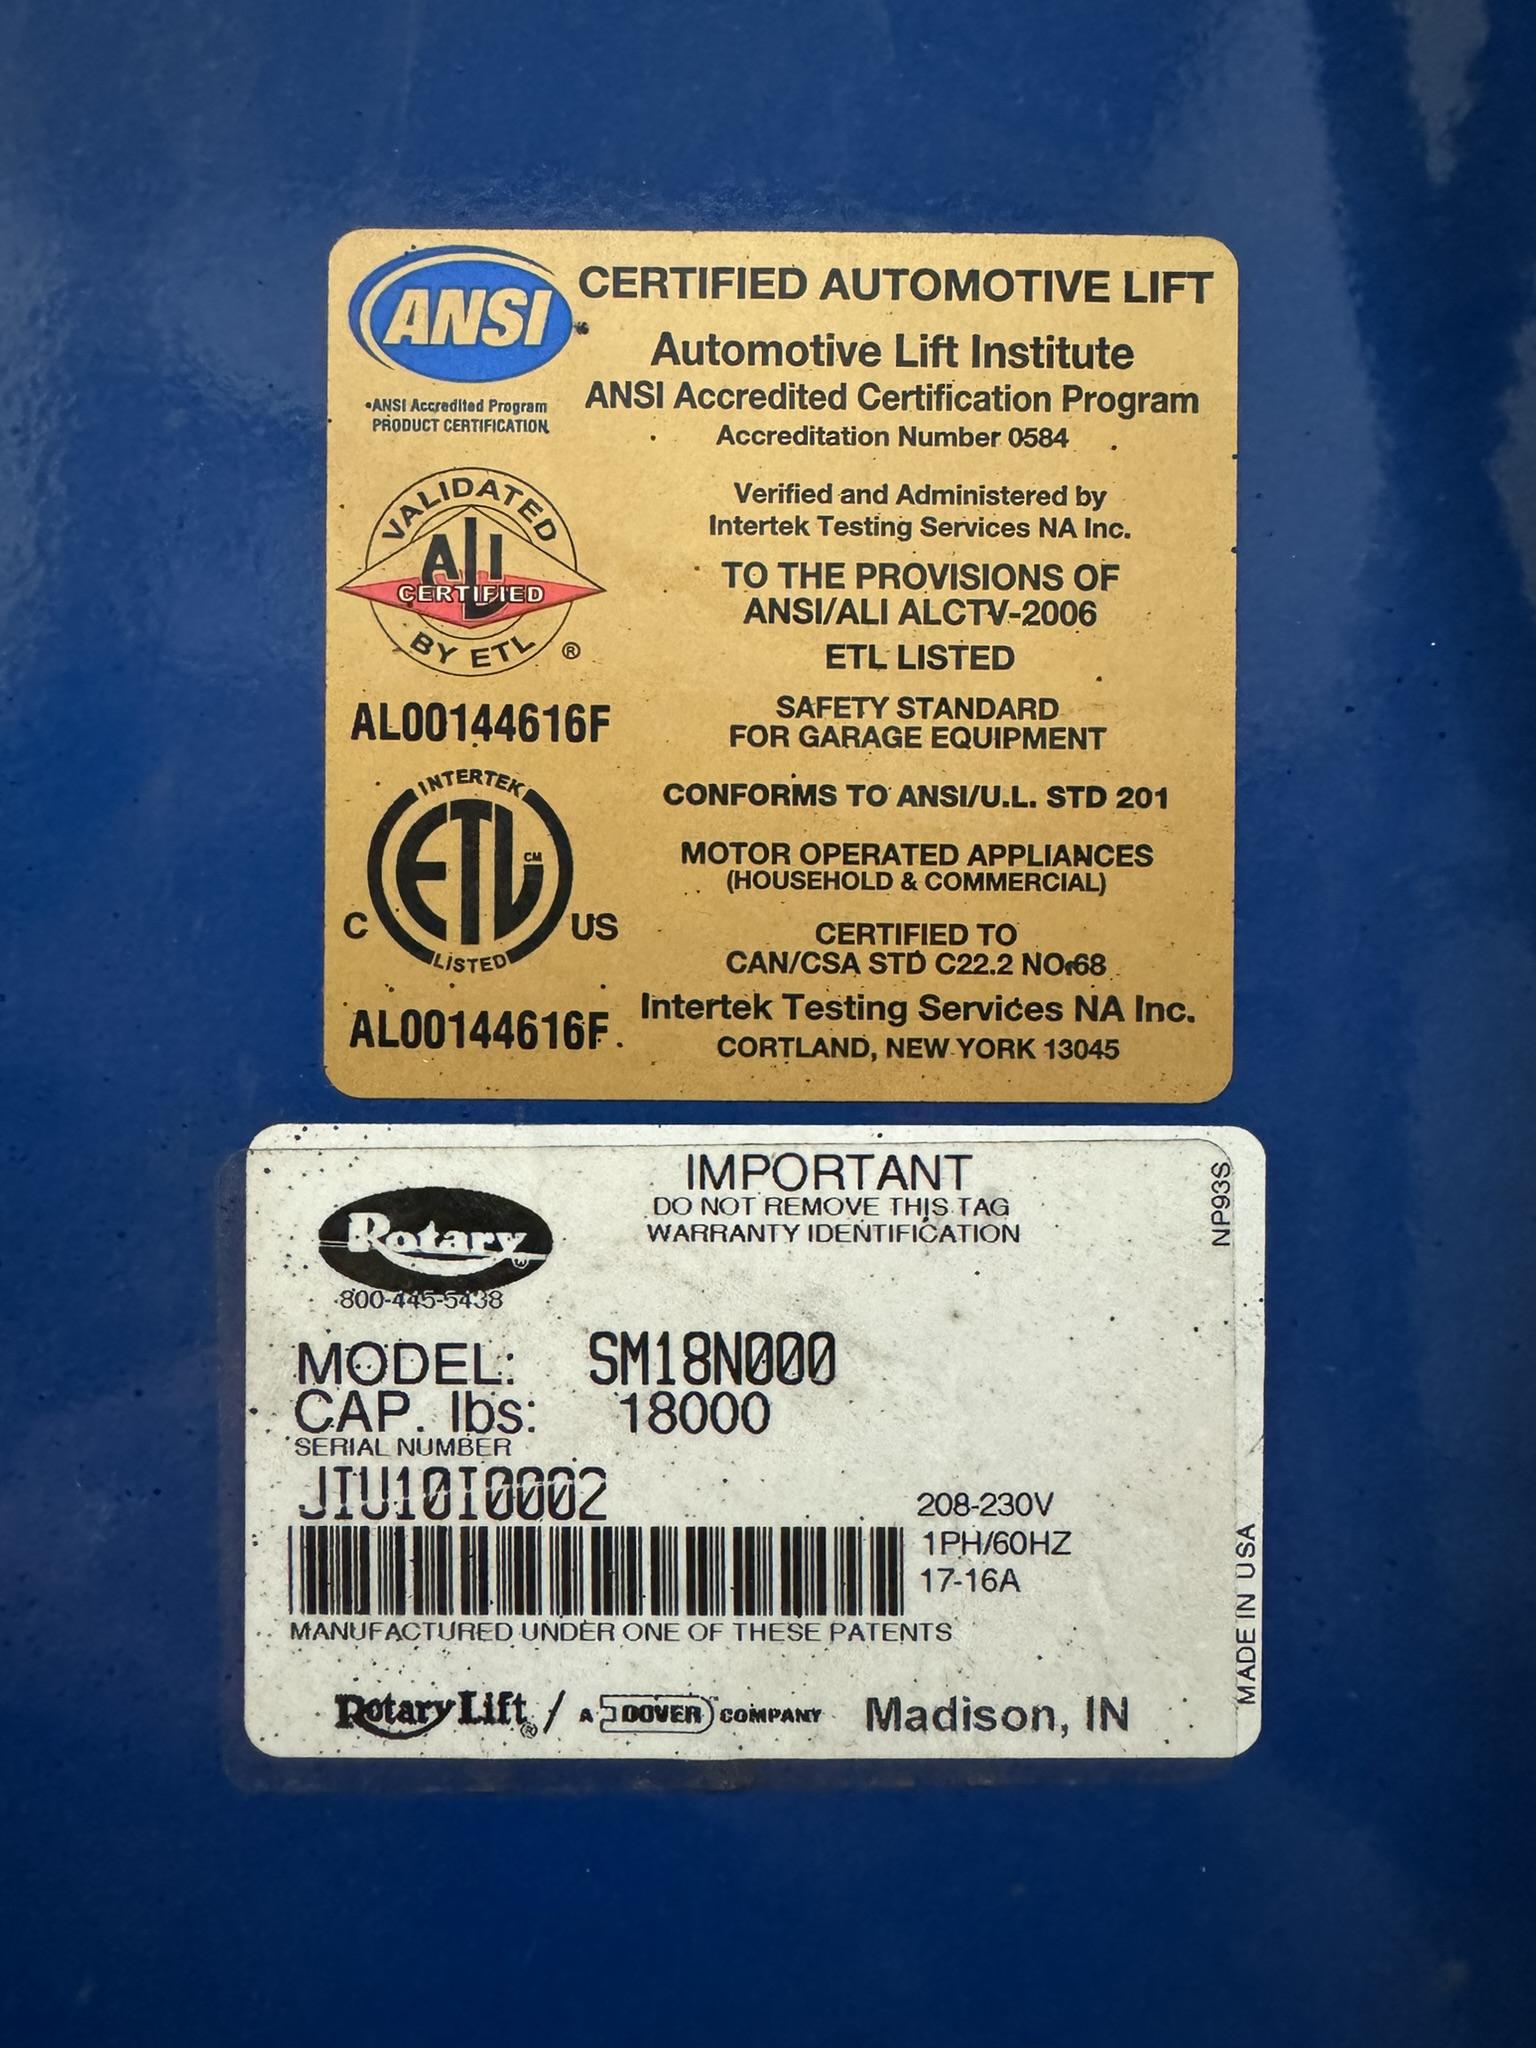 ANSI
ANSI Accredited Program
PRODUCT CERTIFICATION
CERTIFIED AUTOMOTIVE LIFT
Automotive Lift Institute
ANSI Accredited Certification Program
Accreditation Number 0584
VALIDATED
ALI
CERTIFIED
BY ETL ®
AL00144616F
Verified and Administered by
Intertek Testing Services NA Inc.
TO THE PROVISIONS OF
ANSI/ALI ALCTV-2006
ETL LISTED
SAFETY STANDARD
FOR GARAGE EQUIPMENT
CONFORMS TO ANSI/U.L. STD 201
MOTOR OPERATED APPLIANCES
(HOUSEHOLD & COMMERCIAL)
CERTIFIED TO
CAN/CSA STD C22.2 NO.68
Intertek Testing Services NA Inc.
CORTLAND, NEW YORK 13045
INTERTEK
ETL CM
C US
LISTED
AL00144616F
IMPORTANT
DO NOT REMOVE THIS TAG
WARRANTY IDENTIFICATION
NP93S
Rotary®
800-445-5438
MODEL: SM18N000
CAP. lbs: 18000
SERIAL NUMBER
JIU10I0002
208-230V
1PH/60HZ
17-16A
MANUFACTURED UNDER ONE OF THESE PATENTS
MADE IN USA
Rotary Lift® / A DOVER™ COMPANY Madison, IN